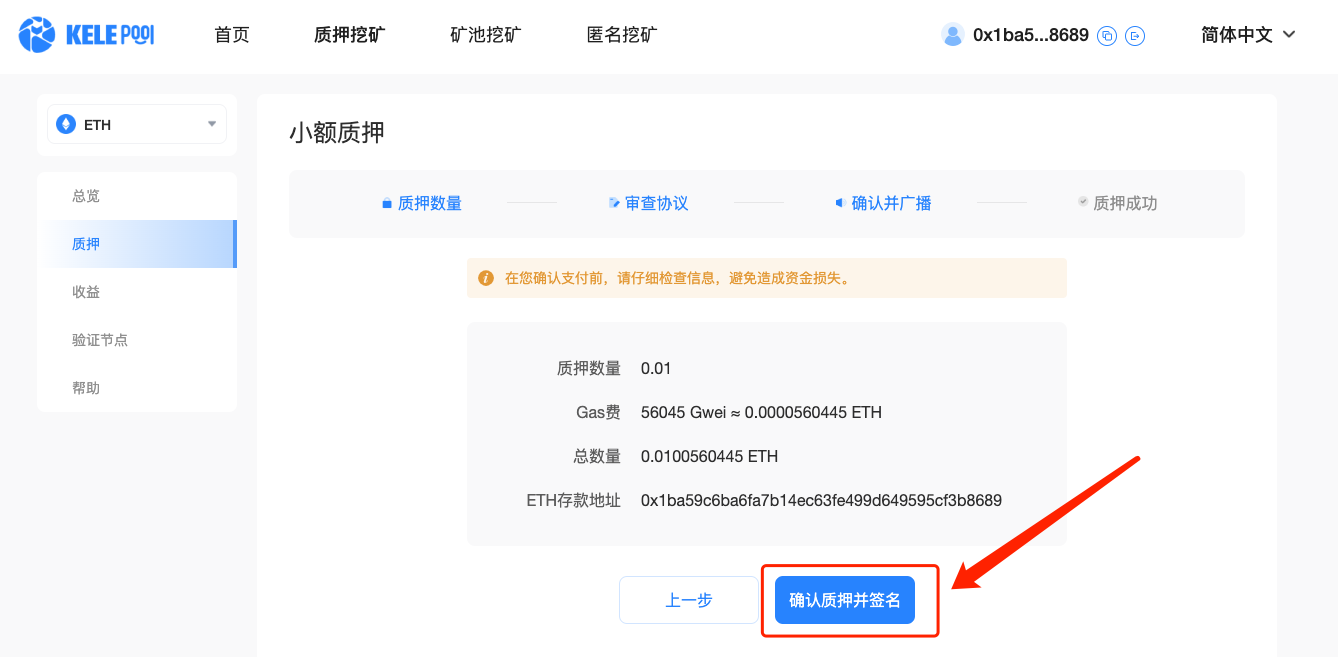 KELE POOL 首页 质押挖矿 矿池挖矿 匿名挖矿 0x1ba5...8689 简体中文
ETH
总览
质押
收益
验证节点
帮助
小额质押
质押数量 审查协议 确认并广播 质押成功
在您确认支付前，请仔细检查信息，避免造成资金损失。
质押数量 0.01
Gas费 56045 Gwei ≈ 0.0000560445 ETH
总数量 0.0100560445 ETH
ETH存款地址 0x1ba59c6ba6fa7b14ec63fe499d649595cf3b8689
上一步 确认质押并签名